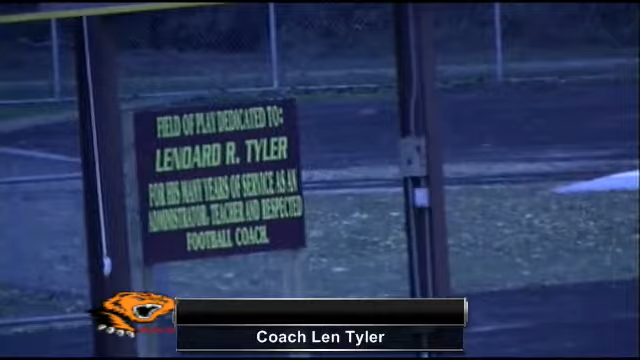 FIELD OF PLAY DEDICATED TO:
LENOARD R. TYLER
FOR HIS MANY YEARS OF SERVICE AS AN
ADMINISTRATOR, TEACHER AND RESPECTED
FOOTBALL COACH.
Coach Len Tyler